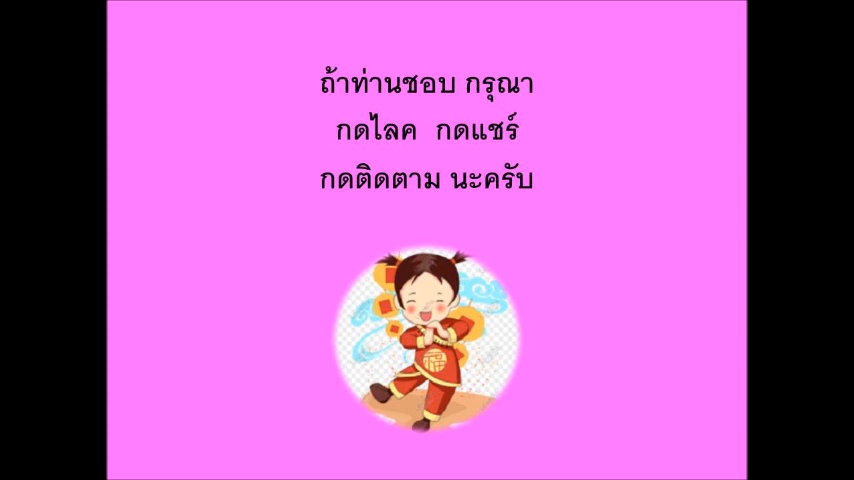 ถ้าท่านชอบ กรุณา
กดไลค กดแชร์
กดติดตาม นะครับ
福